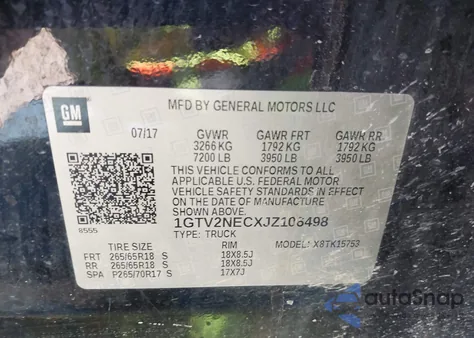 GM
MFD BY GENERAL MOTORS LLC
07/17 GVWR GAWR FRT GAWR RR
3266 KG 1792 KG 1792 KG
7200 LB 3950 LB 3950 LB
THIS VEHICLE CONFORMS TO ALL
APPLICABLE U.S. FEDERAL MOTOR
VEHICLE SAFETY STANDARDS IN EFFECT
ON THE DATE OF MANUFACTURE
SHOWN ABOVE.
1GTV2NECXJZ106498
8555 TYPE: TRUCK
TIRE SIZE RIM MODEL: X8TK15753
FRT 265/65R18 S 18X8.5J
RR 265/65R18 S 18X8.5J
SPA P265/70R17 S 17X7J
autoSnap